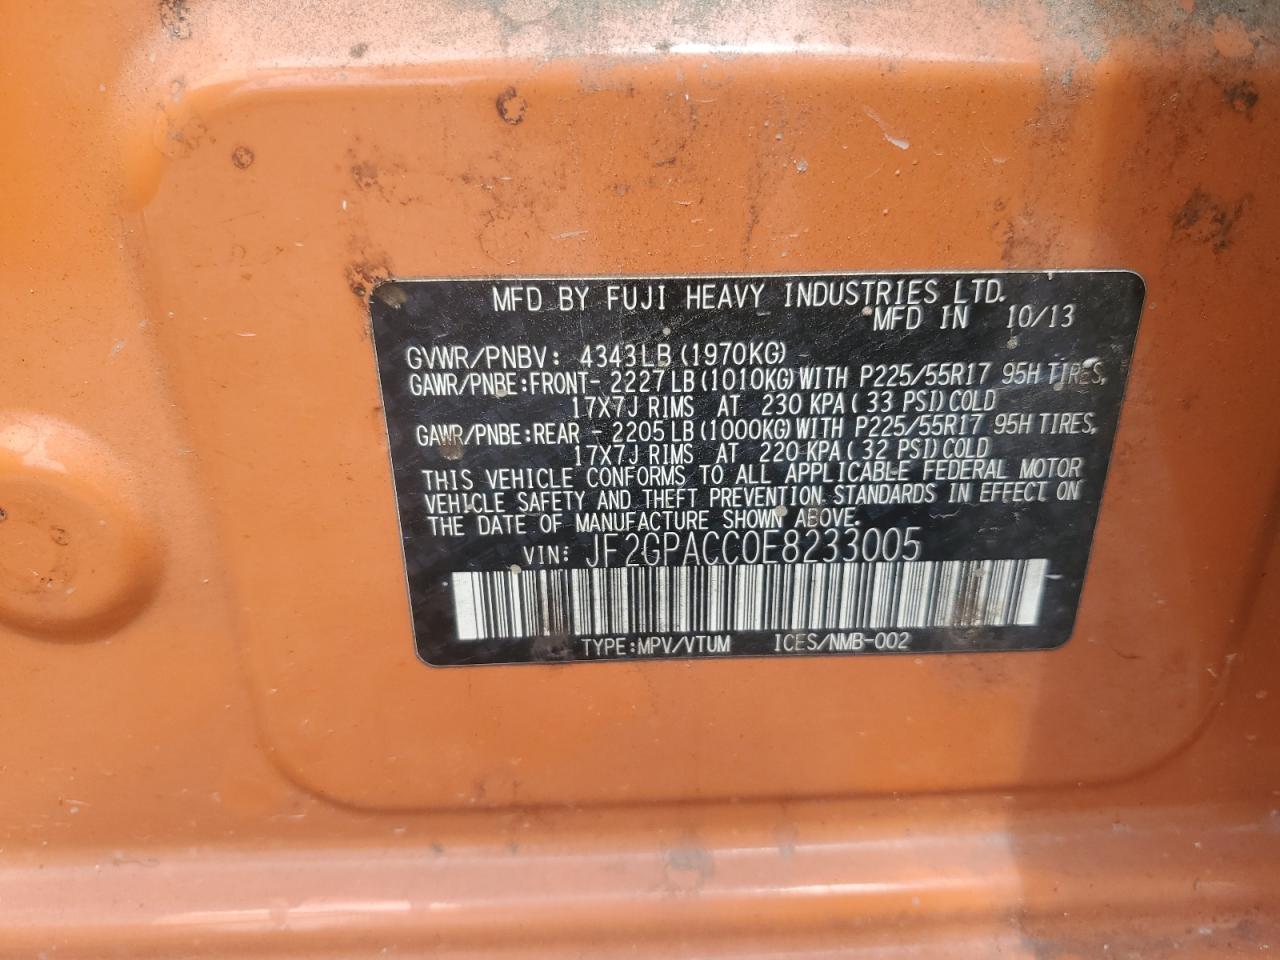 MFD BY FUJI HEAVY INDUSTRIES LTD.
MFD IN 10/13
GVWR/PNBV: 4343LB(1970KG)
GAWR/PNBE:FRONT- 2227LB(1010KG)WITH P225/55R17 95H TIRES,
17X7J RIMS AT 230 KPA(33 PSI)COLD
GAWR/PNBE:REAR - 2205LB(1000KG)WITH P225/55R17 95H TIRES,
17X7J RIMS AT 220 KPA(32 PSI)COLD
THIS VEHICLE CONFORMS TO ALL APPLICABLE FEDERAL MOTOR
VEHICLE SAFETY AND THEFT PREVENTION STANDARDS IN EFFECT ON
THE DATE OF MANUFACTURE SHOWN ABOVE.
VIN: JF2GPACC0E8233005
TYPE:MPV/VTUM ICES/NMB-002